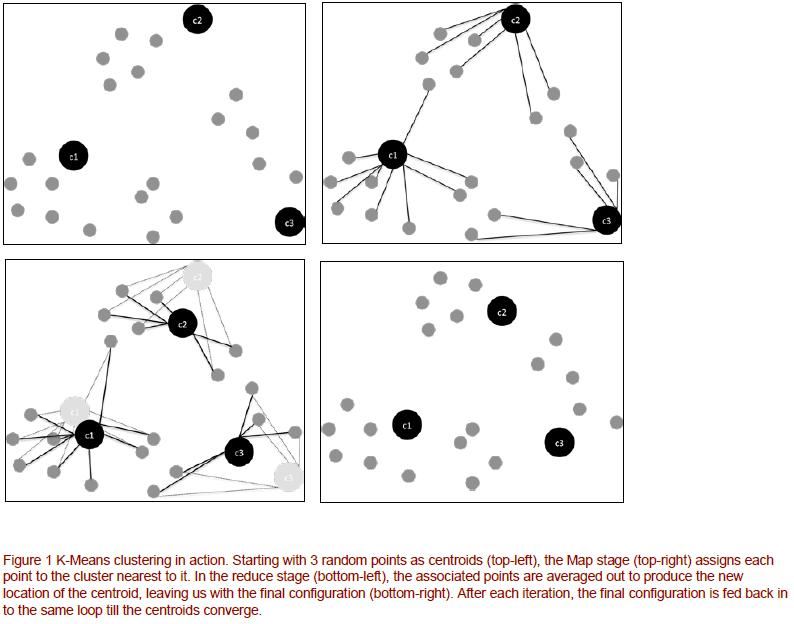 c2
c1
c3
c2
c1
c3
c2
c2
c1
c1
c3
c3
c2
c1
c3
Figure 1 K-Means clustering in action. Starting with 3 random points as centroids (top-left), the Map stage (top-right) assigns each
point to the cluster nearest to it. In the reduce stage (bottom-left), the associated points are averaged out to produce the new
location of the centroid, leaving us with the final configuration (bottom-right). After each iteration, the final configuration is fed back in
to the same loop till the centroids converge.